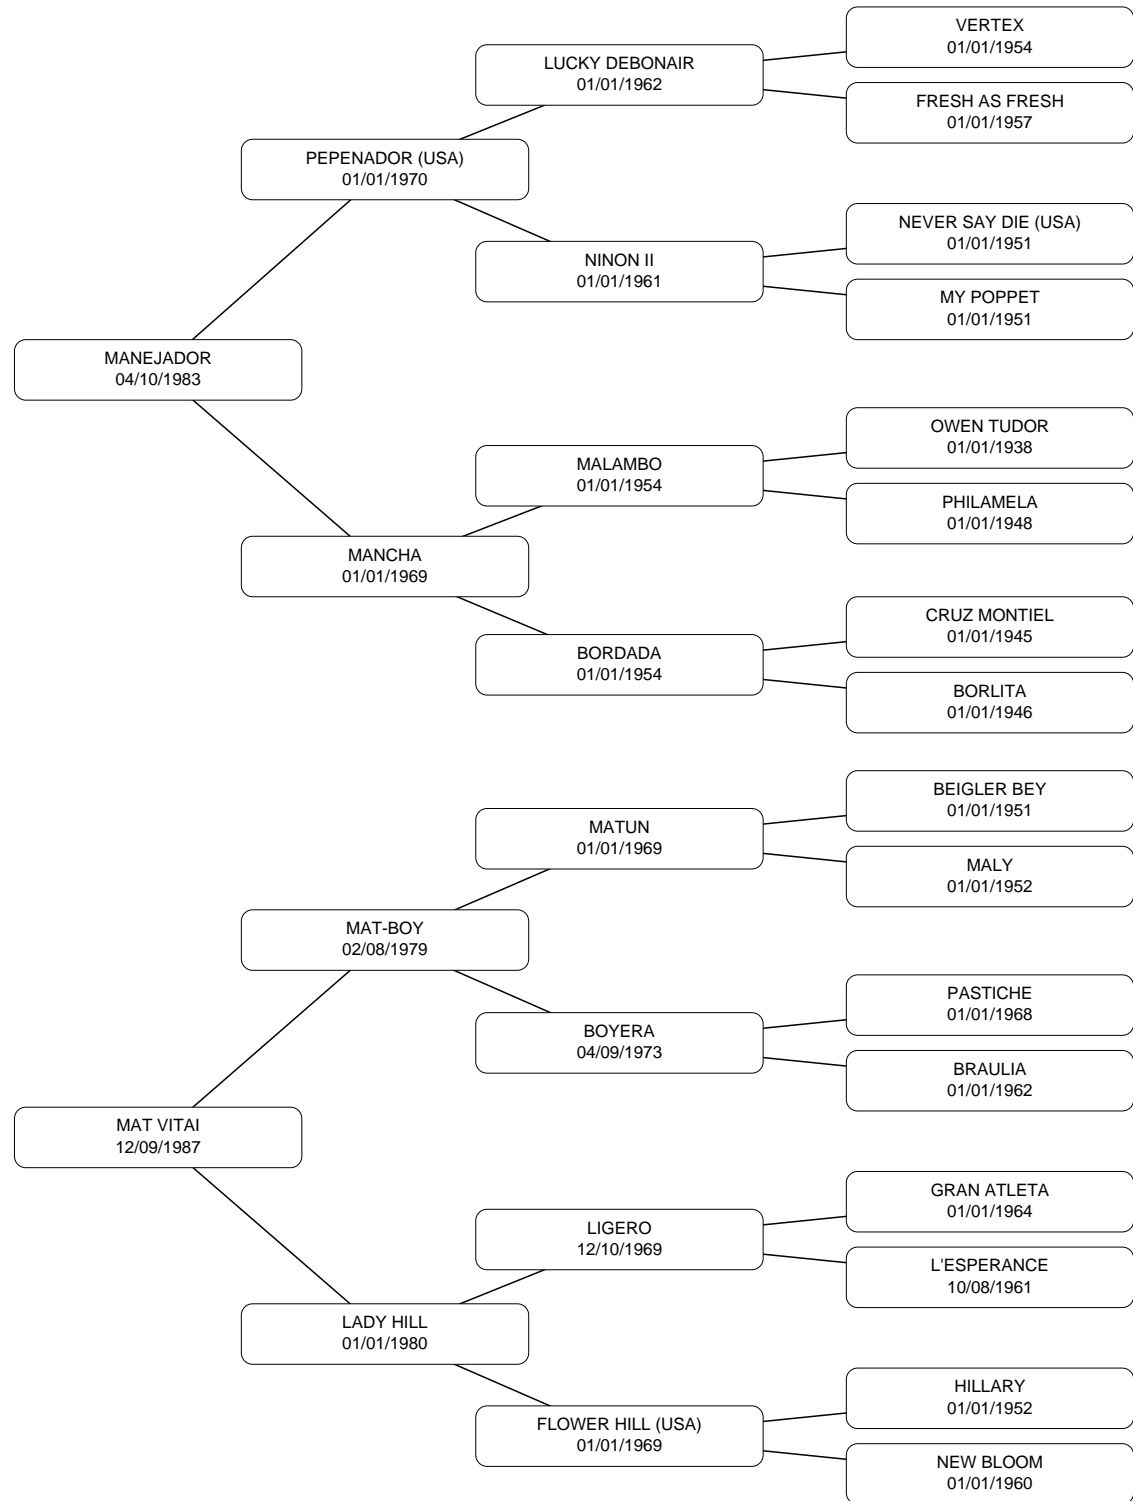 VERTEX
01/01/1954
LUCKY DEBONAIR
01/01/1962
FRESH AS FRESH
01/01/1957
PEPENADOR (USA)
01/01/1970
NEVER SAY DIE (USA)
01/01/1951
NINON II
01/01/1961
MY POPPET
01/01/1951
MANEJADOR
04/10/1983
OWEN TUDOR
01/01/1938
MALAMBO
01/01/1954
PHILAMELA
01/01/1948
MANCHA
01/01/1969
CRUZ MONTIEL
01/01/1945
BORDADA
01/01/1954
BORLITA
01/01/1946
BEIGLER BEY
01/01/1951
MATUN
01/01/1969
MALY
01/01/1952
MAT-BOY
02/08/1979
PASTICHE
01/01/1968
BOYERA
04/09/1973
BRAULIA
01/01/1962
MAT VITAI
12/09/1987
GRAN ATLETA
01/01/1964
LIGERO
12/10/1969
L'ESPERANCE
10/08/1961
LADY HILL
01/01/1980
HILLARY
01/01/1952
FLOWER HILL (USA)
01/01/1969
NEW BLOOM
01/01/1960